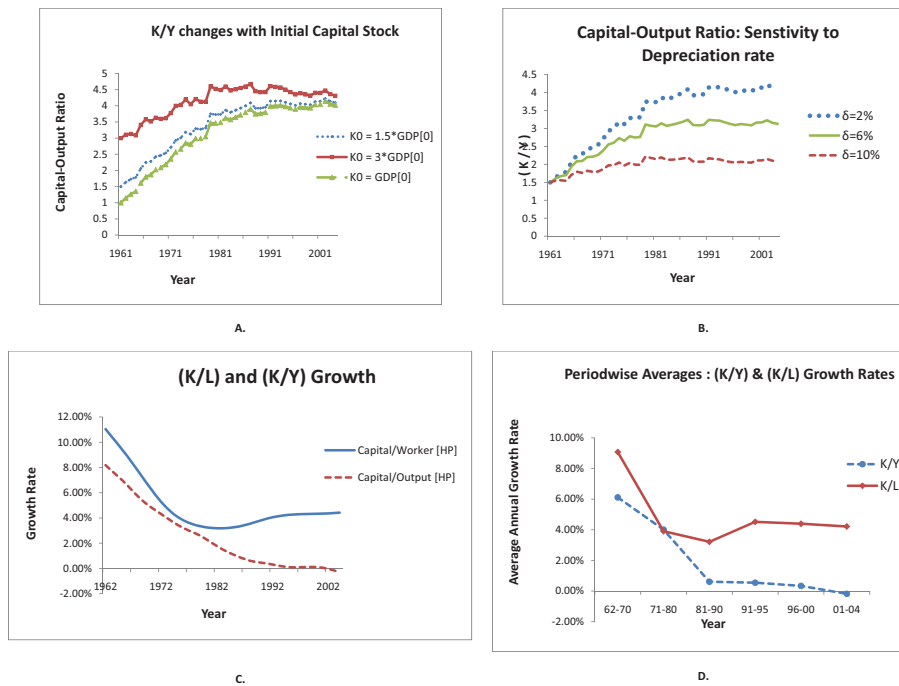 K/Y changes with Initial Capital Stock
Capital-Output Ratio
5
4.5
4
3.5
3
2.5
2
1.5
1
0.5
0
1961 1971 1981 1991 2001
Year
K0 = 1.5*GDP[0]
K0 = 3*GDP[0]
K0 = GDP[0]
A.
Capital-Output Ratio: Senstivity to
Depreciation rate
(K/Y)
4.5
4
3.5
3
2.5
2
1.5
1
0.5
0
1961 1971 1981 1991 2001
Year
δ=2%
δ=6%
δ=10%
B.
(K/L) and (K/Y) Growth
Growth Rate
12.00%
10.00%
8.00%
6.00%
4.00%
2.00%
0.00%
-2.00%
1962 1972 1982 1992 2002
Year
Capital/Worker [HP]
Capital/Output [HP]
C.
Periodwise Averages : (K/Y) & (K/L) Growth Rates
Average Annual Growth Rate
10.00%
8.00%
6.00%
4.00%
2.00%
0.00%
-2.00%
62-70 71-80 81-90 91-95 96-00 01-04
Year
K/Y
K/L
D.